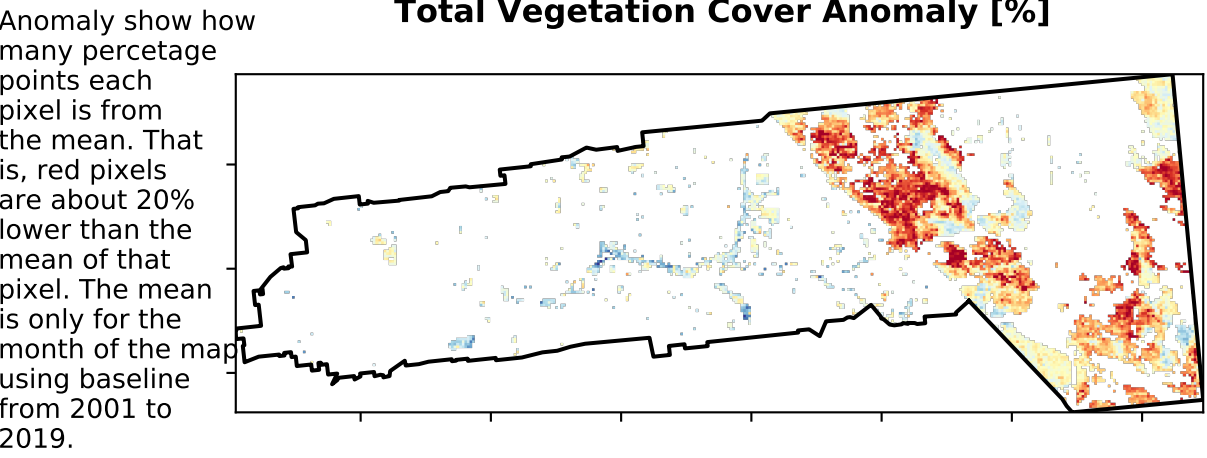 Total Vegetation Cover Anomaly [%]
Anomaly show how
many percetage
points each
pixel is from
the mean. That
is, red pixels
are about 20%
lower than the
mean of that
pixel. The mean
is only for the
month of the map
using baseline
from 2001 to
2019.